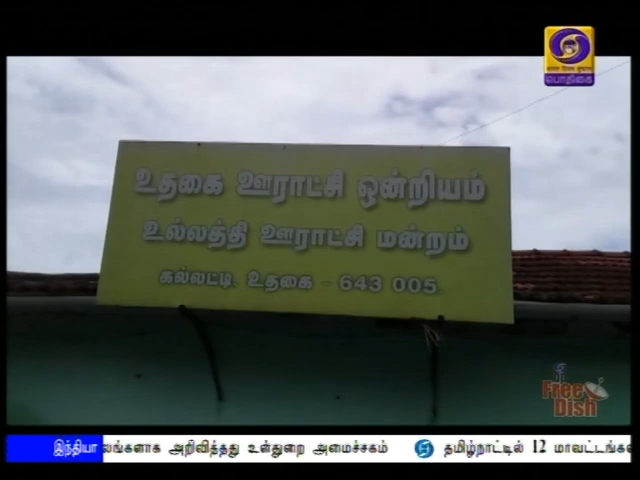 பொதிகை
உதகை ஊராட்சி ஒன்றியம்
உல்லத்தி ஊராட்சி மன்றம்
கல்லட்டி உதகை - 643 005
Free
Dish
இந்தியா லங்களாக அறிவித்தது உள்துறை அமைச்சகம் தமிழ்நாட்டில் 12 மாவட்டங்கள